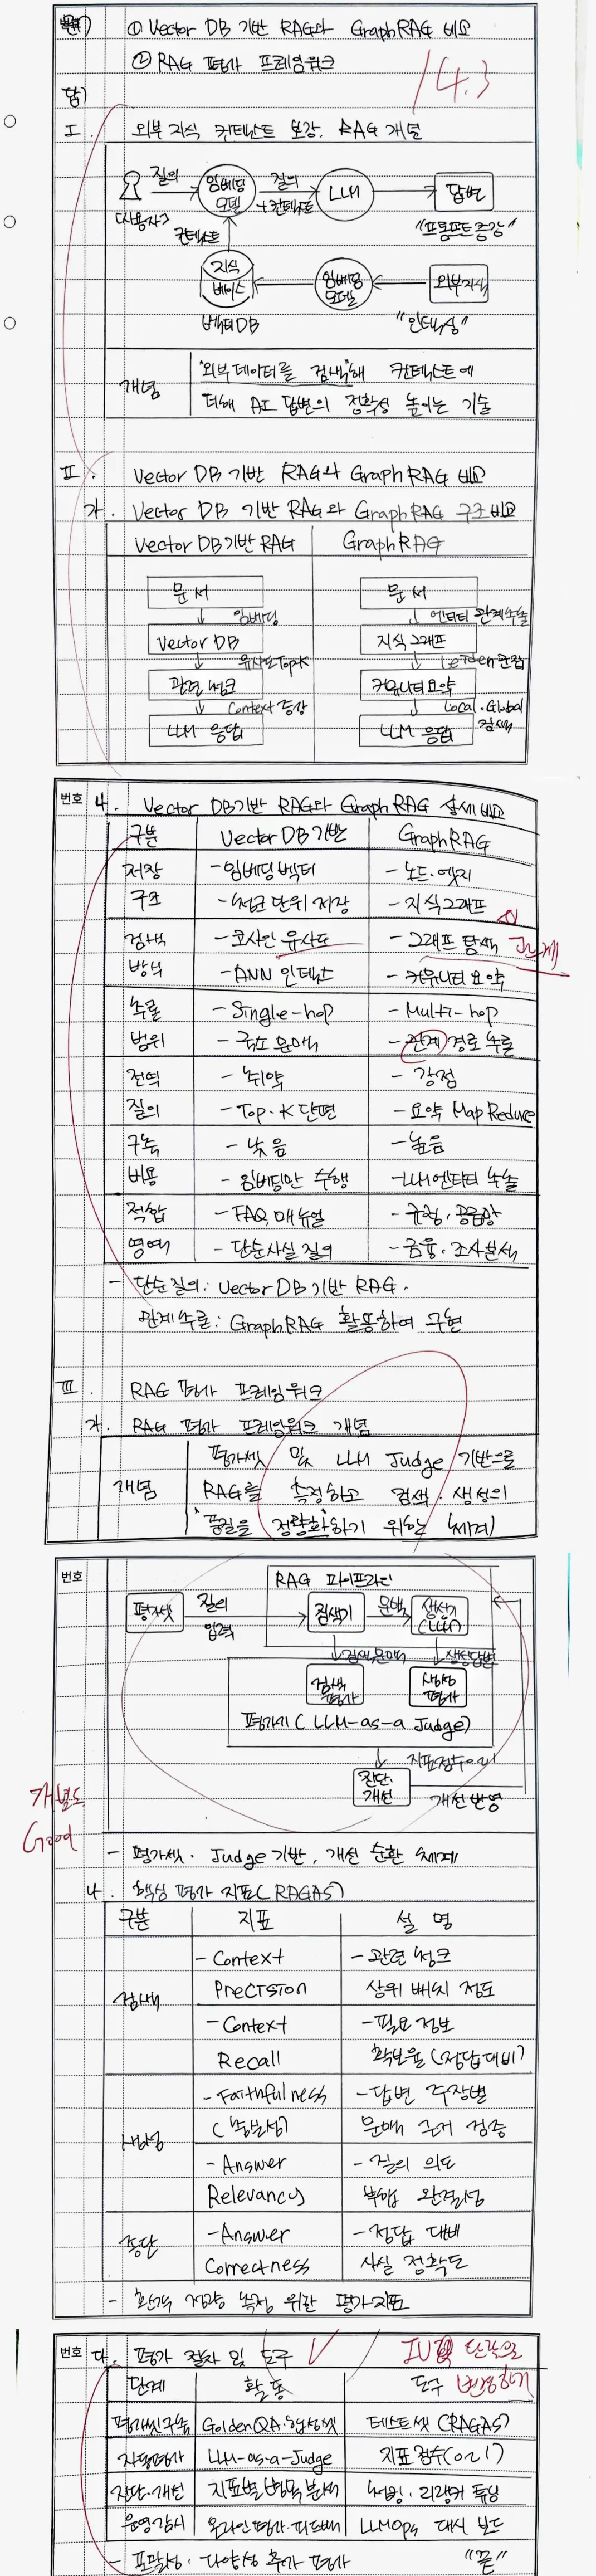 문제) ① Vector DB 기반 RAG와 GraphRAG 비교
② RAG 평가 프레임워크
14.3
답)
I. 외부 지식 컨텍스트 보강. RAG 개념
질의
임베딩 모델
질의 + 컨텍스트
LLM
답변
<사용자>
컨텍스트
"프롬프트 증강"
지식 베이스
임베딩 모델
외부지식
벡터DB
"인덱싱"
개념
"외부데이터를 검색"해 컨텍스트에
더해 AI 답변의 정확성 높이는 기술
II. Vector DB 기반 RAG와 GraphRAG 비교
가. Vector DB 기반 RAG와 GraphRAG 구조 비교
Vector DB 기반 RAG
GraphRAG
문서
문서
임베딩
엔터티 관계추출
Vector DB
지식 그래프
유사도 Top·K
Leiden 군집
관련 청크
커뮤니티 요약
Context 증강
Local·Global 검색
LLM 응답
LLM 응답
번호
나. Vector DB기반 RAG와 GraphRAG 상세 비교
구분 Vector DB기반 GraphRAG
저장 - 임베딩 벡터 - 노드·엣지
구조 - 청크 단위 저장 - 지식그래프
검색 - 코사인 유사도 - 그래프 탐색
관계
방식 - ANN 인덱스 - 커뮤니티 요약
추론 - Single-hop - Multi-hop
범위 - 국소 문맥 - 관계 경로 추론
전역 - 취약 - 강점
질의 - Top·K 단편 - 요약 Map Reduce
구축 - 낮음 - 높음
비용 - 임베딩만 수행 - LLM 엔터티 추출
적합 - FAQ, 매뉴얼 - 규정, 공급망
영역 - 단순사실 질의 - 금융·조사분석
- 단순 질의: Vector DB 기반 RAG.
관계 추론: GraphRAG 활용하여 구현
III. RAG 평가 프레임워크
가. RAG 평가 프레임워크 개념
개념
평가셋 및 LLM Judge 기반으로
RAG를 측정하고 검색·생성의
품질을 정량화하기 위한 체계
번호
RAG 파이프라인
평가셋
질의 입력
검색기
문맥
생성기 (LLM)
검색문맥
생성답변
검색 평가
생성 평가
평가기 (LLM-as-a Judge)
지표점수 0~1
진단·개선
개선 반영
개념도
Good
- 평가셋·Judge 기반, 개선 순환 체계
나. 핵심 평가 지표 (RAGAS)
구분 지표 설명
검색
- Context - 관련 청크
Precision 상위 배치 정도
- Context - 필요 정보
Recall 확보율 (정답대비)
생성
- Faithfulness - 답변 주장별
(충실성) 문맥 근거 검증
- Answer - 질의 의도
Relevancy 부합 완결성
종단
- Answer - 정답 대비
Correctness 사실 정확도
정량 측정 위한 평가지표
번호
다. 평가 절차 및 도구
단락으로
변경하기
단계 활동 도구
평가셋 구축 Golden QA·합성셋 테스트셋 (RAGAS)
자동평가 LLM-as-a-Judge 지표 점수 (0~1)
진단·개선 지표별 병목 분석 청킹·리랭커 튜닝
운영감시 온라인평가·피드백 LLMOps 대시보드
- 포괄성·다양성 추가 평가
"끝"